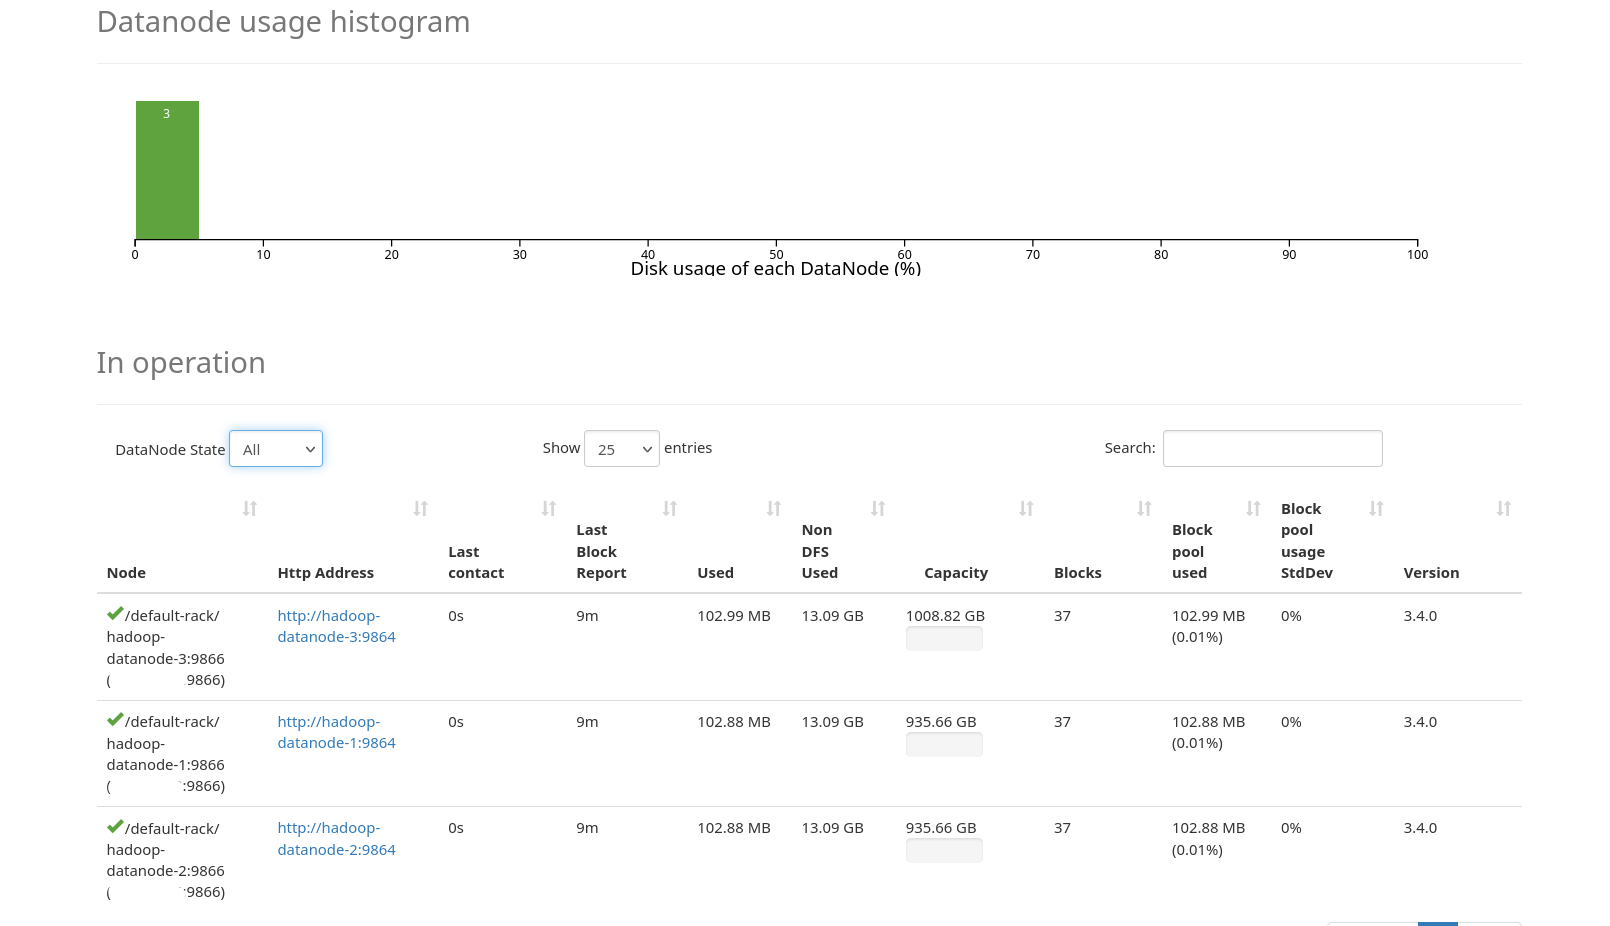 Datanode usage histogram
3
0 10 20 30 40 50 60 70 80 90 100
Disk usage of each DataNode (%)
In operation
DataNode State All Show 25 entries Search:
Node Http Address Last contact Last Block Report Used Non DFS Used Capacity Blocks Block pool used Block pool usage StdDev Version
/default-rack/hadoop-datanode-3:9866 ( 9866) http://hadoop-datanode-3:9864 0s 9m 102.99 MB 13.09 GB 1008.82 GB 37 102.99 MB (0.01%) 0% 3.4.0
/default-rack/hadoop-datanode-1:9866 ( :9866) http://hadoop-datanode-1:9864 0s 9m 102.88 MB 13.09 GB 935.66 GB 37 102.88 MB (0.01%) 0% 3.4.0
/default-rack/hadoop-datanode-2:9866 ( :9866) http://hadoop-datanode-2:9864 0s 9m 102.88 MB 13.09 GB 935.66 GB 37 102.88 MB (0.01%) 0% 3.4.0